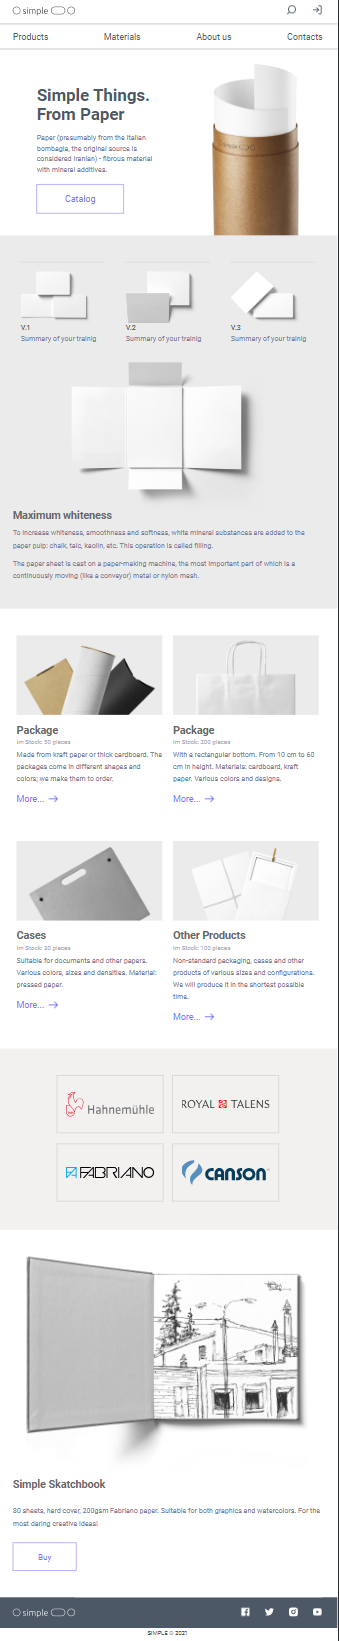 simple
Products Materials About us Contacts
Simple Things.
From Paper
Paper (presumably from the Italian
bombagia, the original source is
considered Iranian) - fibrous material
with mineral additives.
Catalog
V.1 V.2 V.3
Summary of your trainig Summary of your trainig Summary of your trainig
Maximum whiteness
To increase whiteness, smoothness and softness, white mineral substances are added to the
paper pulp: chalk, talc, kaolin, etc. This operation is called filling.
The paper sheet is cast on a paper-making machine, the most important part of which is a
continuously moving (like a conveyor) metal or nylon mesh.
Package
Im Stock: 50 pieces
Made from kraft paper or thick cardboard. The
packages come in different shapes and
colors; we make them to order.
More...
Package
Im Stock: 200 pieces
With a rectangular bottom. From 10 cm to 60
cm in height. Materials: cardboard, kraft
paper. Various colors and designs.
More...
Cases
Im Stock: 30 pieces
Suitable for documents and other papers.
Various colors, sizes and densities. Material:
pressed paper.
More...
Other Products
Im Stock: 100 pieces
Non-standard packaging, cases and other
products of various sizes and configurations.
We will produce it in the shortest possible
time.
More...
Hahnemühle
ROYAL TALENS
FABRIANO
CANSON
Simple Skatchbook
80 sheets, hard cover, 200gsm Fabriano paper. Suitable for both graphics and watercolors. For the
most daring creative ideas!
Buy
simple
SIMPLE © 2021